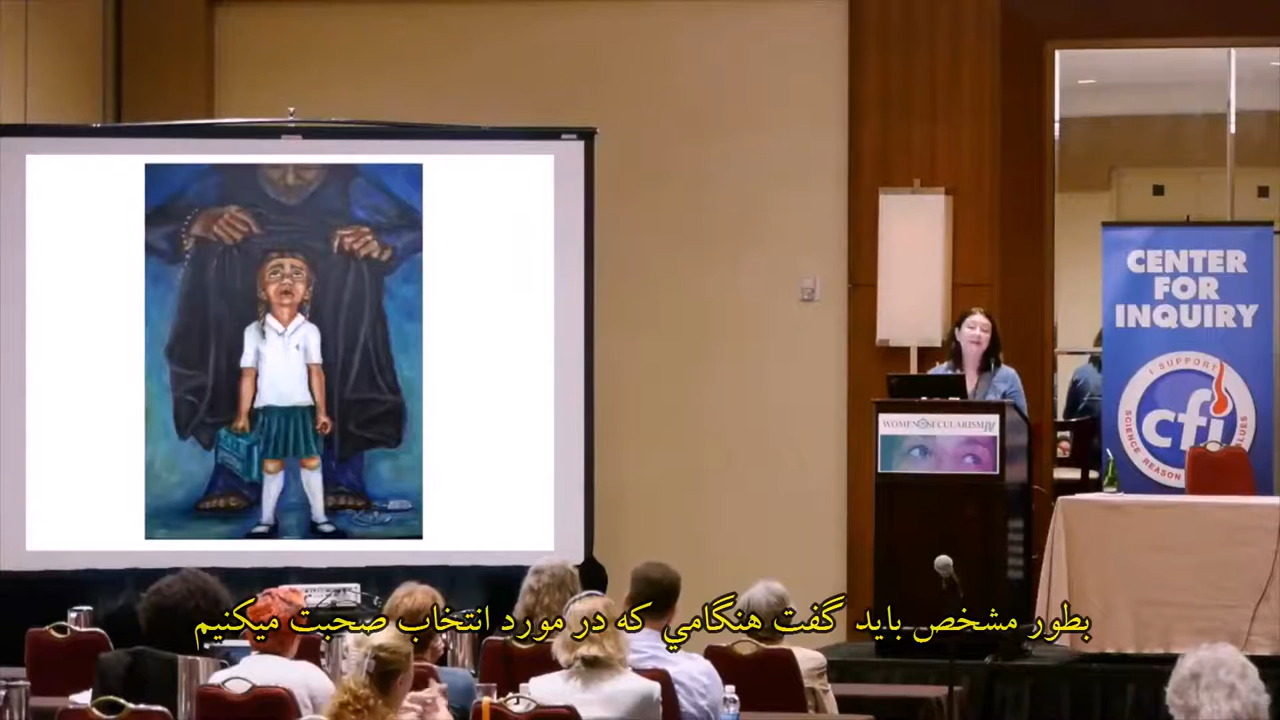 CENTER
FOR
INQUIRY
I SUPPORT
cfi
SCIENCE REASON
WOMEN IN SECULARISM IV
بطور مشخص بايد گفت هنگامي که در مورد انتخاب صحبت ميکنيم